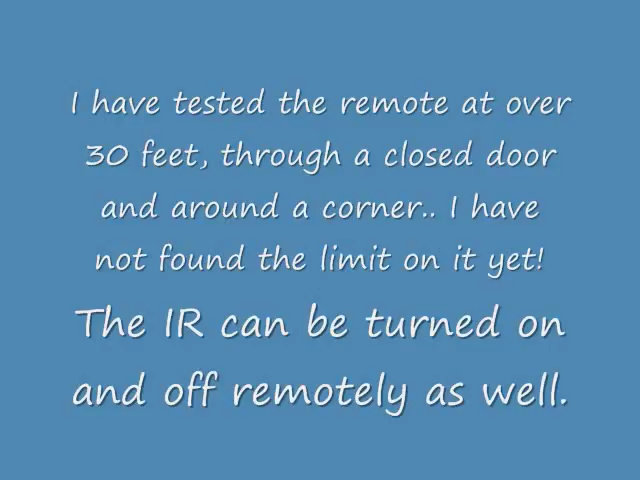 I have tested the remote at over
30 feet, through a closed door
and around a corner.. I have
not found the limit on it yet!
The IR can be turned on
and off remotely as well.